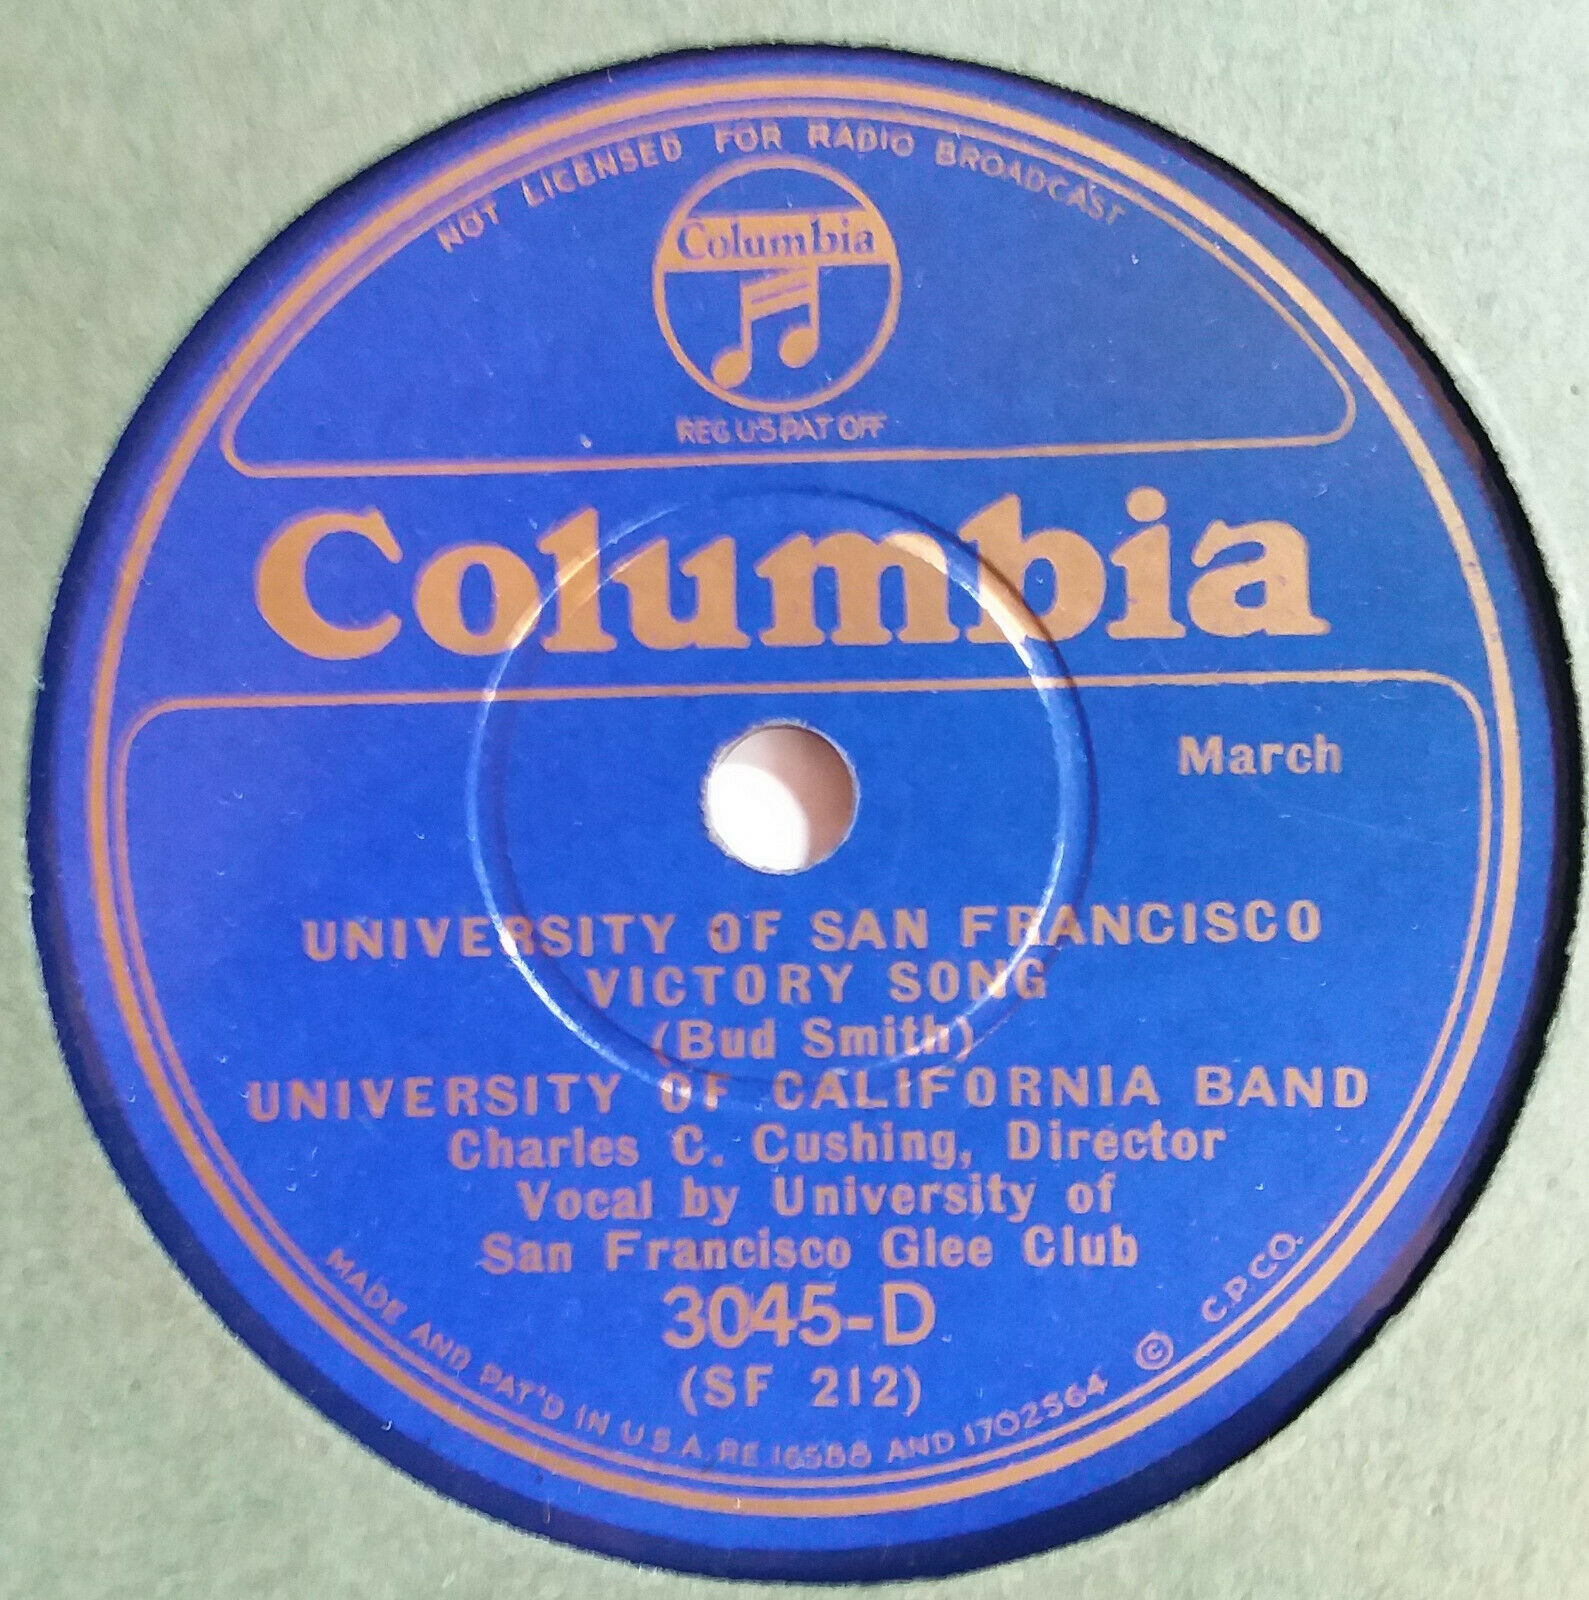 NOT LICENSED FOR RADIO BROADCAST
Columbia
REG U·S PAT OFF
Columbia
March
UNIVERSITY OF SAN FRANCISCO
VICTORY SONG
(Bud Smith)
UNIVERSITY OF CALIFORNIA BAND
Charles C. Cushing, Director
Vocal by University of
San Francisco Glee Club
3045-D
(SF 212)
MADE AND PAT'D IN U.S.A. RE 16588 AND 1702564 © C.P.CO.